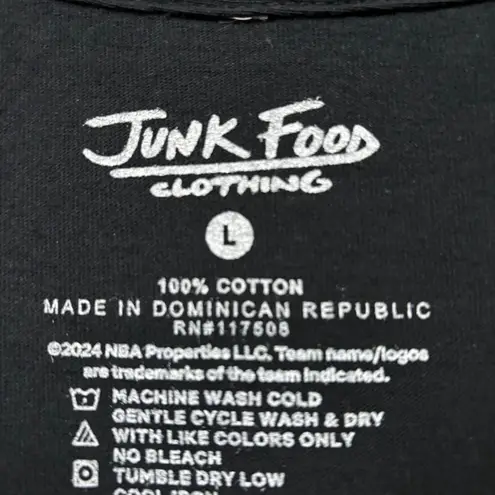 JUNK FOOD
CLOTHING
L
100% COTTON
MADE IN DOMINICAN REPUBLIC
RN#117508
©2024 NBA Properties LLC. Team name/logos
are trademarks of the team indicated.
MACHINE WASH COLD
GENTLE CYCLE WASH & DRY
WITH LIKE COLORS ONLY
NO BLEACH
TUMBLE DRY LOW
COOL IRON